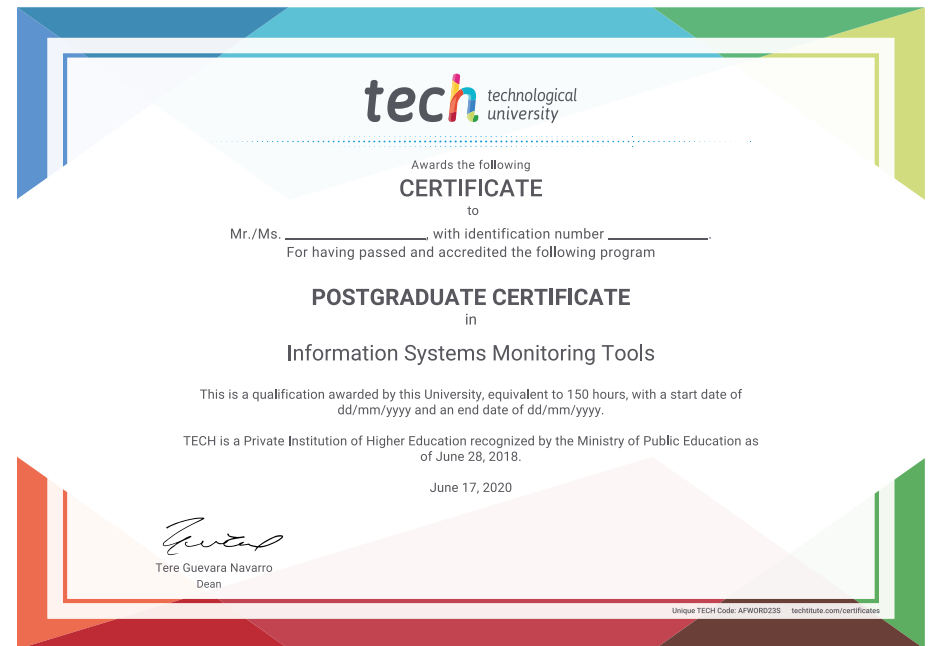 tech technological
university
Awards the following
CERTIFICATE
to
Mr./Ms. ____________________, with identification number ______________.
For having passed and accredited the following program
POSTGRADUATE CERTIFICATE
in
Information Systems Monitoring Tools
This is a qualification awarded by this University, equivalent to 150 hours, with a start date of
dd/mm/yyyy and an end date of dd/mm/yyyy.
TECH is a Private Institution of Higher Education recognized by the Ministry of Public Education as
of June 28, 2018.
June 17, 2020
Tere Guevara Navarro
Dean
Unique TECH Code: AFWORD23S techtitute.com/certificates